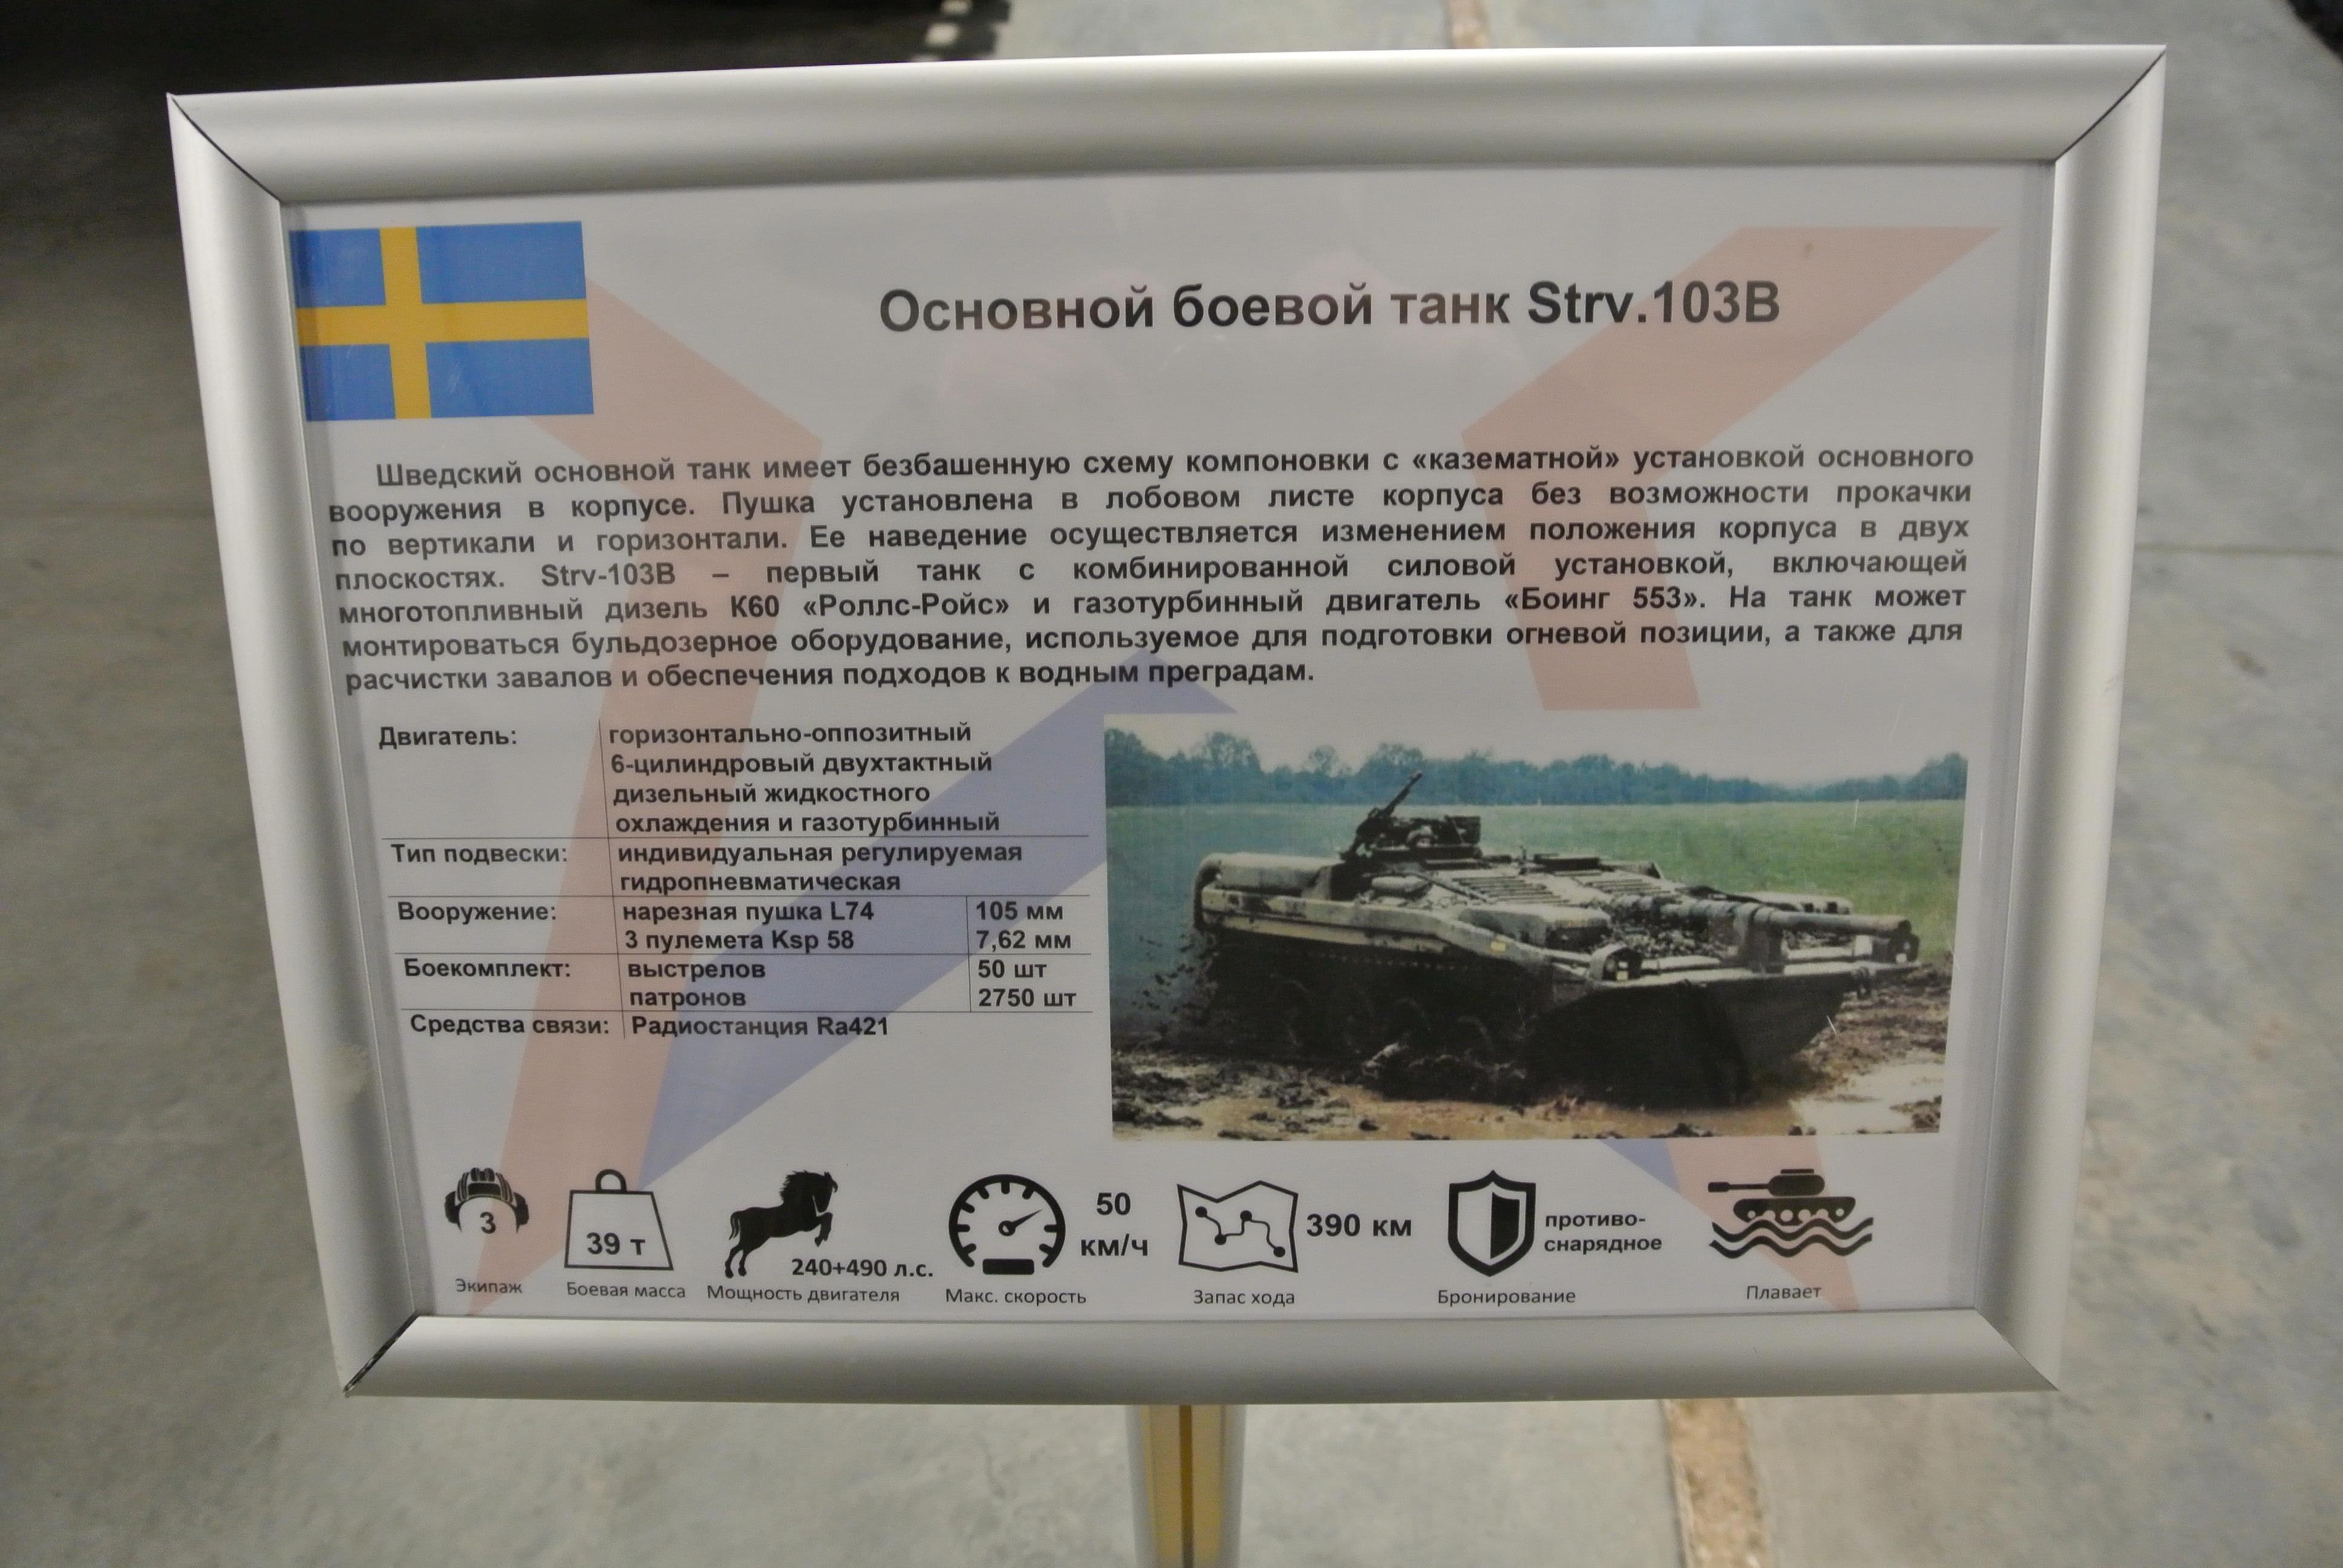 Основной боевой танк Strv.103B
Шведский основной танк имеет безбашенную схему компоновки с «казематной» установкой основного
вооружения в корпусе. Пушка установлена в лобовом листе корпуса без возможности прокачки
по вертикали и горизонтали. Ее наведение осуществляется изменением положения корпуса в двух
плоскостях. Strv-103B – первый танк с комбинированной силовой установкой, включающей
многотопливный дизель К60 «Роллс-Ройс» и газотурбинный двигатель «Боинг 553». На танк может
монтироваться бульдозерное оборудование, используемое для подготовки огневой позиции, а также для
расчистки завалов и обеспечения подходов к водным преградам.
Двигатель: горизонтально-оппозитный
6-цилиндровый двухтактный
дизельный жидкостного
охлаждения и газотурбинный
Тип подвески: индивидуальная регулируемая
гидропневматическая
Вооружение: нарезная пушка L74 105 мм
3 пулемета Ksp 58 7,62 мм
Боекомплект: выстрелов 50 шт
патронов 2750 шт
Средства связи: Радиостанция Ra421
3
Экипаж
39 т
Боевая масса
240+490 л.с.
Мощность двигателя
50
км/ч
Макс. скорость
390 км
Запас хода
противо-
снарядное
Бронирование
Плавает